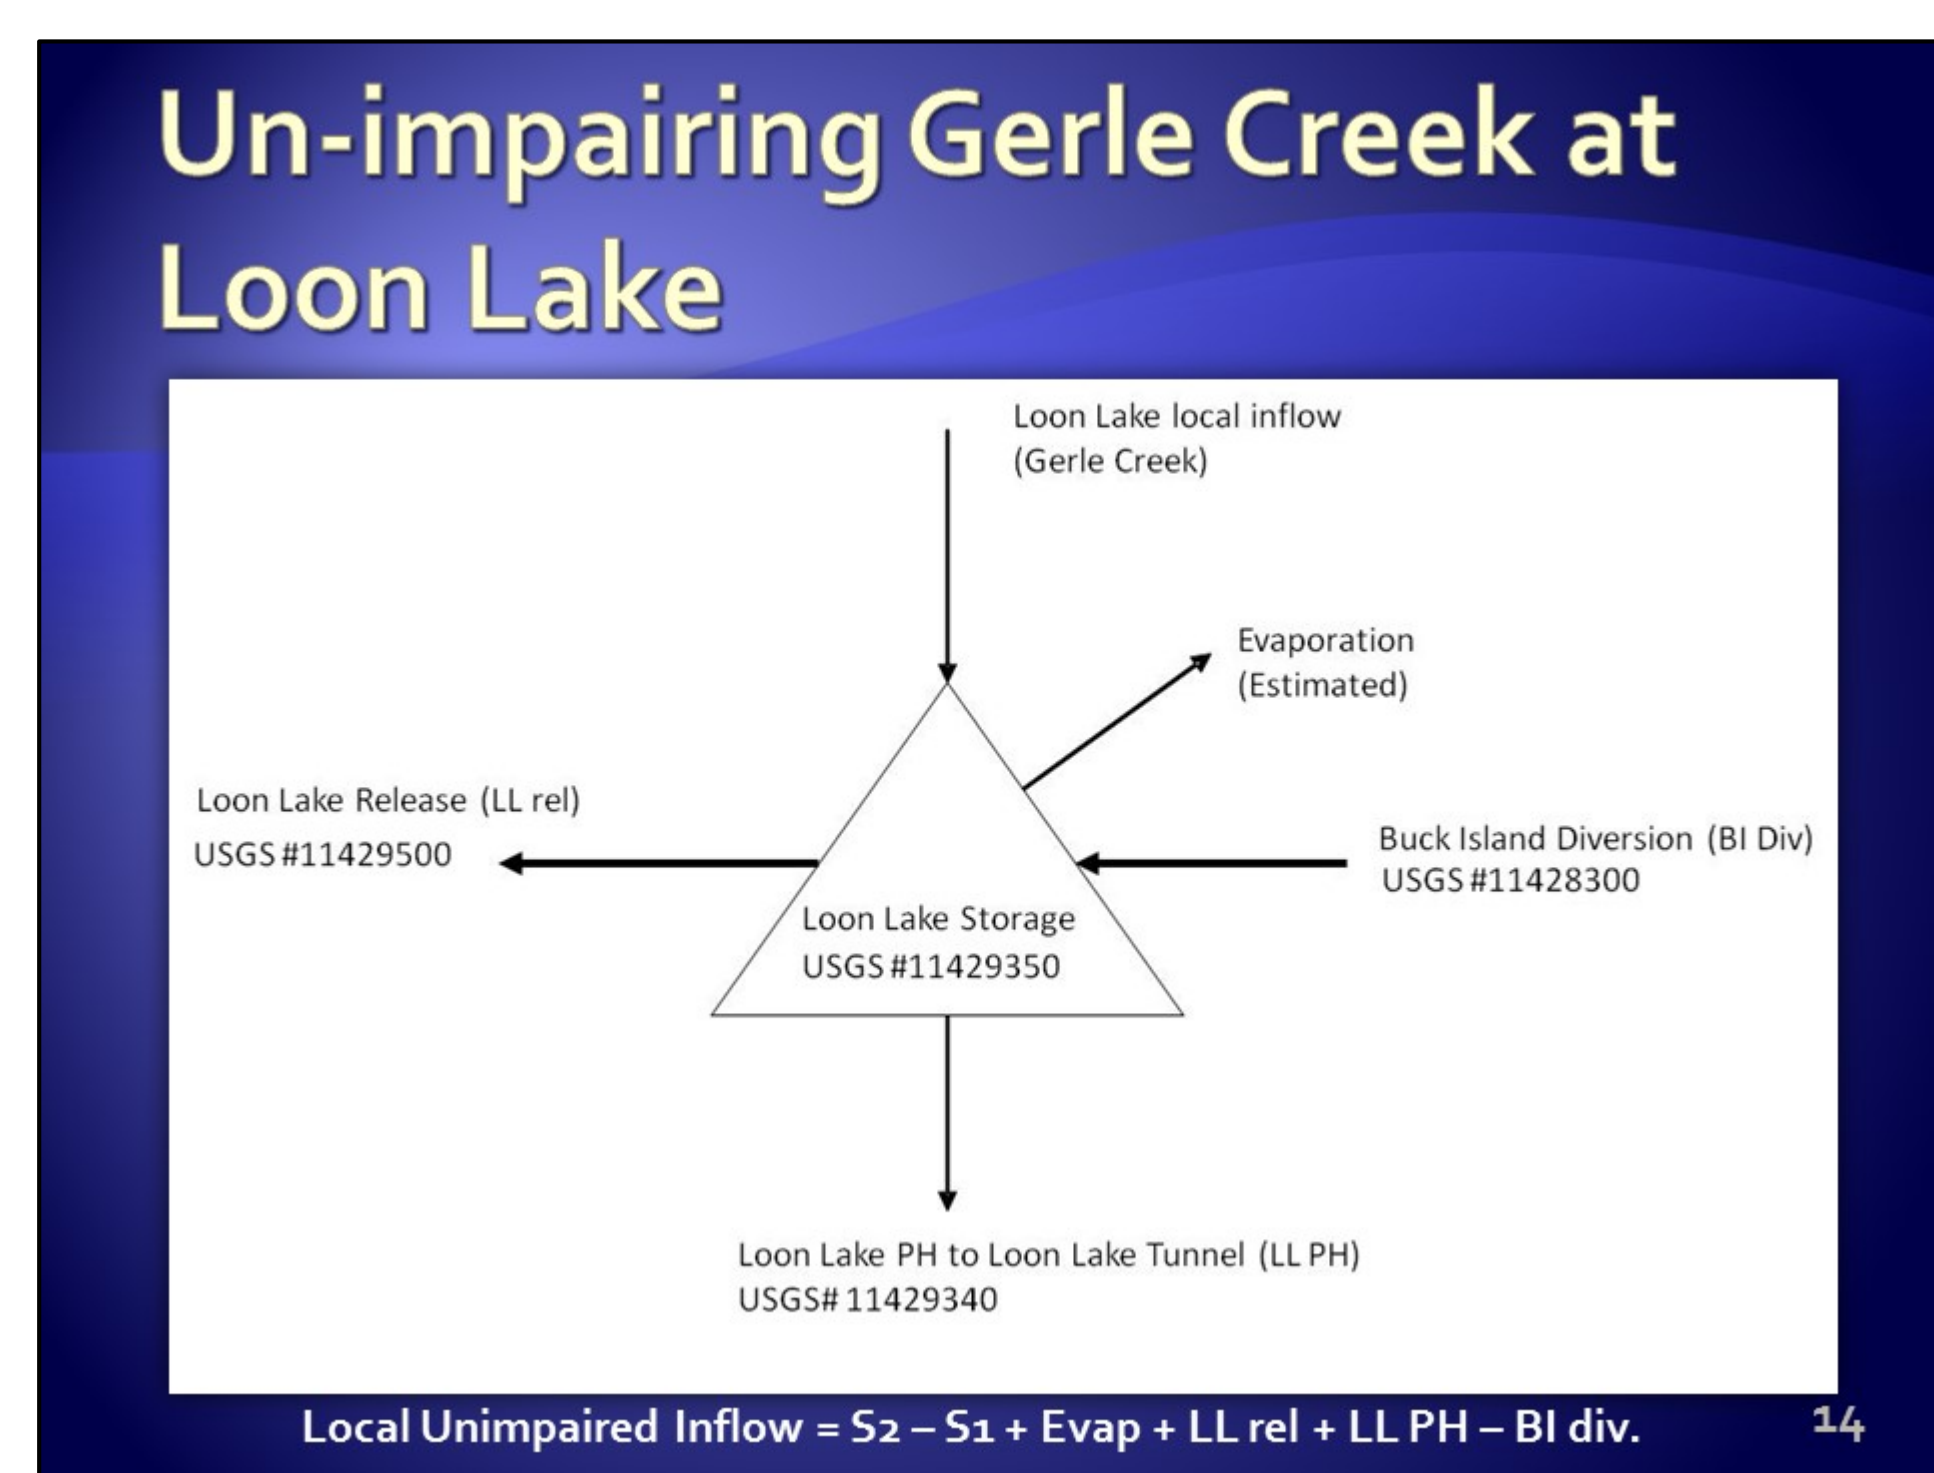 Un-impairing Gerle Creek at
Loon Lake
Loon Lake local inflow
(Gerle Creek)
Evaporation
(Estimated)
Loon Lake Release (LL rel)
USGS #11429500
Buck Island Diversion (BI Div)
USGS #11428300
Loon Lake Storage
USGS #11429350
Loon Lake PH to Loon Lake Tunnel (LL PH)
USGS# 11429340
Local Unimpaired Inflow = S2 – S1 + Evap + LL rel + LL PH – BI div.
14